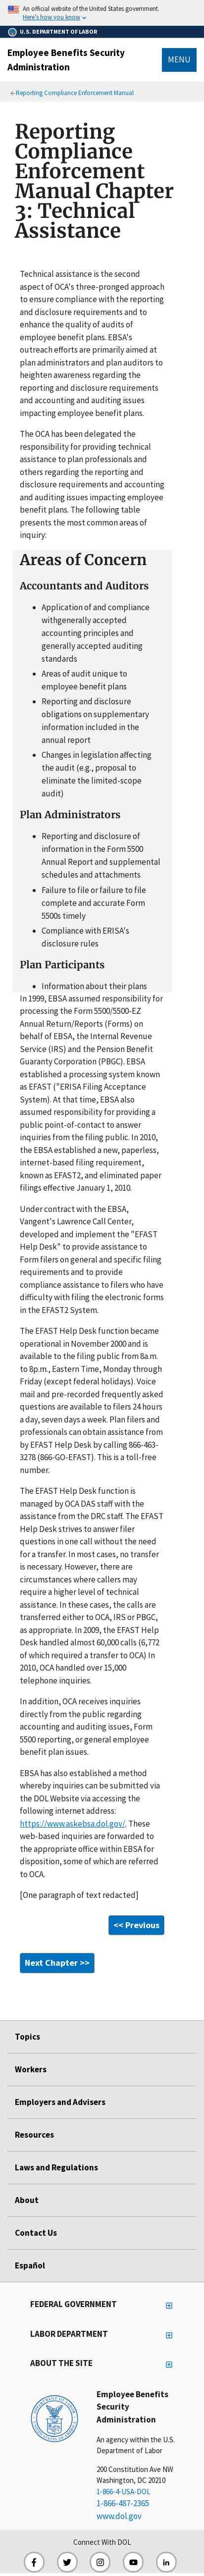 An official website of the United States government.
Here's how you know
U.S. DEPARTMENT OF LABOR
Employee Benefits Security
Administration
MENU
Reporting Compliance Enforcement Manual
Reporting
Compliance
Enforcement
Manual Chapter
3: Technical
Assistance
Technical assistance is the second
aspect of OCA's three-pronged approach
to ensure compliance with the reporting
and disclosure requirements and to
enhance the quality of audits of
employee benefit plans. EBSA's
outreach efforts are primarily aimed at
plan administrators and plan auditors to
heighten awareness regarding the
reporting and disclosure requirements
and accounting and auditing issues
impacting employee benefit plans.
The OCA has been delegated the
responsibility for providing technical
assistance to plan professionals and
others regarding the reporting and
disclosure requirements and accounting
and auditing issues impacting employee
benefit plans. The following table
presents the most common areas of
inquiry:
Areas of Concern
Accountants and Auditors
Application of and compliance
withgenerally accepted
accounting principles and
generally accepted auditing
standards
Areas of audit unique to
employee benefit plans
Reporting and disclosure
obligations on supplementary
information included in the
annual report
Changes in legislation affecting
the audit (e.g., proposal to
eliminate the limited-scope
audit)
Plan Administrators
Reporting and disclosure of
information in the Form 5500
Annual Report and supplemental
schedules and attachments
Failure to file or failure to file
complete and accurate Form
5500s timely
Compliance with ERISA's
disclosure rules
Plan Participants
Information about their plans
In 1999, EBSA assumed responsibility for
processing the Form 5500/5500-EZ
Annual Return/Reports (Forms) on
behalf of EBSA, the Internal Revenue
Service (IRS) and the Pension Benefit
Guaranty Corporation (PBGC). EBSA
established a processing system known
as EFAST ("ERISA Filing Acceptance
System). At that time, EBSA also
assumed responsibility for providing a
public point-of-contact to answer
inquiries from the filing public. In 2010,
the EBSA established a new, paperless,
internet-based filing requirement,
known as EFAST2, and eliminated paper
filings effective January 1, 2010.
Under contract with the EBSA,
Vangent's Lawrence Call Center,
developed and implement the "EFAST
Help Desk" to provide assistance to
Form filers on general and specific filing
requirements and to provide
compliance assistance to filers who have
difficulty with filing the electronic forms
in the EFAST2 System.
The EFAST Help Desk function became
operational in November 2000 and is
available to the filing public from 8a.m.
to 8p.m., Eastern Time, Monday through
Friday (except federal holidays). Voice
mail and pre-recorded frequently asked
questions are available to filers 24 hours
a day, seven days a week. Plan filers and
professionals can obtain assistance from
by EFAST Help Desk by calling 866-463-
3278 (866-GO-EFAST). This is a toll-free
number.
The EFAST Help Desk function is
managed by OCA DAS staff with the
assistance from the DRC staff. The EFAST
Help Desk strives to answer filer
questions in one call without the need
for a transfer. In most cases, no transfer
is necessary. However, there are
circumstances where callers may
require a higher level of technical
assistance. In these cases, the calls are
transferred either to OCA, IRS or PBGC,
as appropriate. In 2009, the EFAST Help
Desk handled almost 60,000 calls (6,772
of which required a transfer to OCA) In
2010, OCA handled over 15,000
telephone inquiries.
In addition, OCA receives inquiries
directly from the public regarding
accounting and auditing issues, Form
5500 reporting, or general employee
benefit plan issues.
EBSA has also established a method
whereby inquiries can be submitted via
the DOL Website via accessing the
following internet address:
https://www.askebsa.dol.gov/. These
web-based inquiries are forwarded to
the appropriate office within EBSA for
disposition, some of which are referred
to OCA.
[One paragraph of text redacted]
<< Previous
Next Chapter >>
Topics
Workers
Employers and Advisers
Resources
Laws and Regulations
About
Contact Us
Español
FEDERAL GOVERNMENT
LABOR DEPARTMENT
ABOUT THE SITE
Employee Benefits
Security
Administration
An agency within the U.S.
Department of Labor
200 Constitution Ave NW
Washington, DC 20210
1-866-4-USA-DOL
1-866-487-2365
www.dol.gov
Connect With DOL